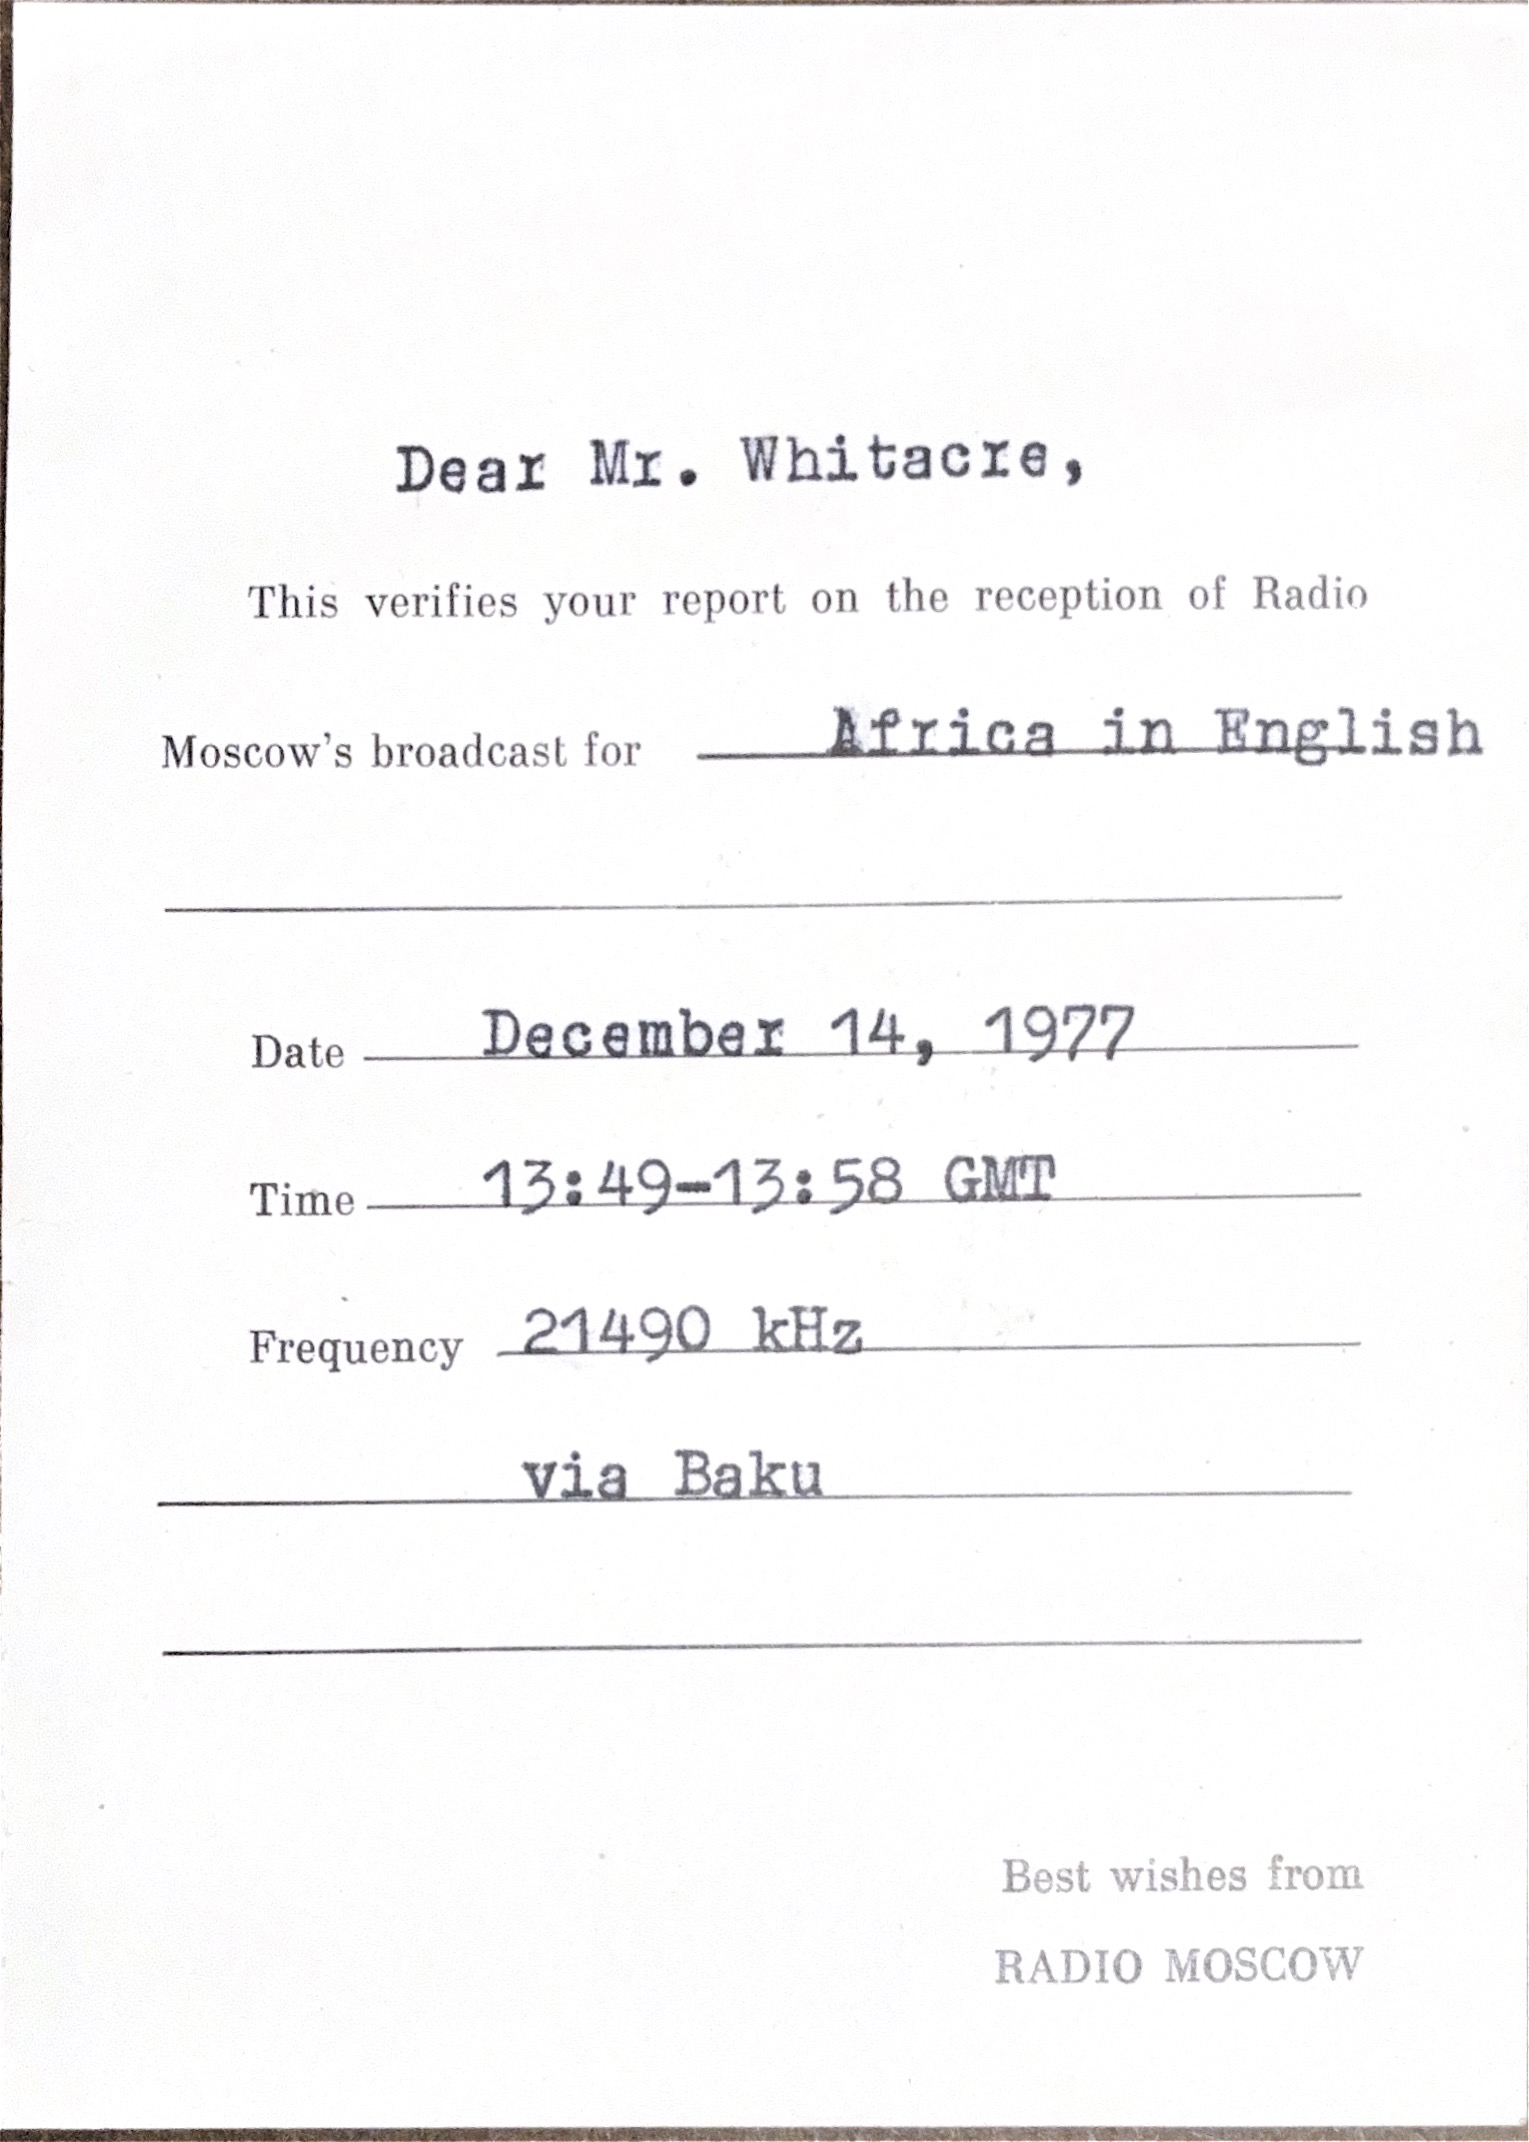 Dear Mr. Whitacre,
This verifies your report on the reception of Radio
Moscow's broadcast for Africa in English
Date December 14, 1977
Time 13:49-13:58 GMT
Frequency 21490 kHz
via Baku
Best wishes from
RADIO MOSCOW